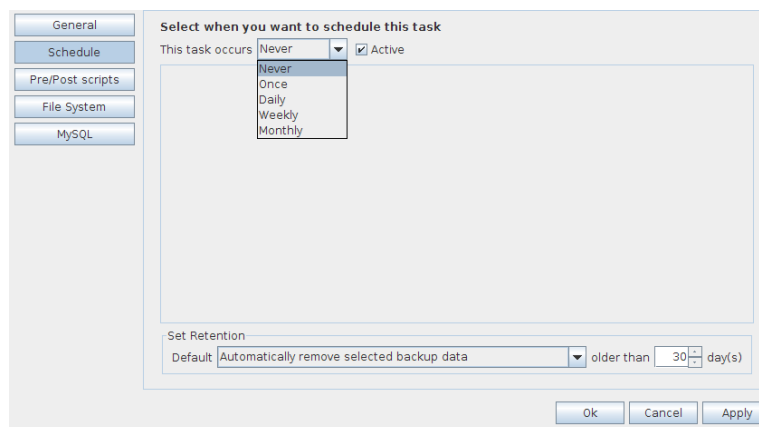 General
Schedule
Pre/Post scripts
File System
MySQL
Select when you want to schedule this task
This task occurs Never Active
Never
Once
Daily
Weekly
Monthly
Set Retention
Default Automatically remove selected backup data older than 30 day(s)
Ok Cancel Apply